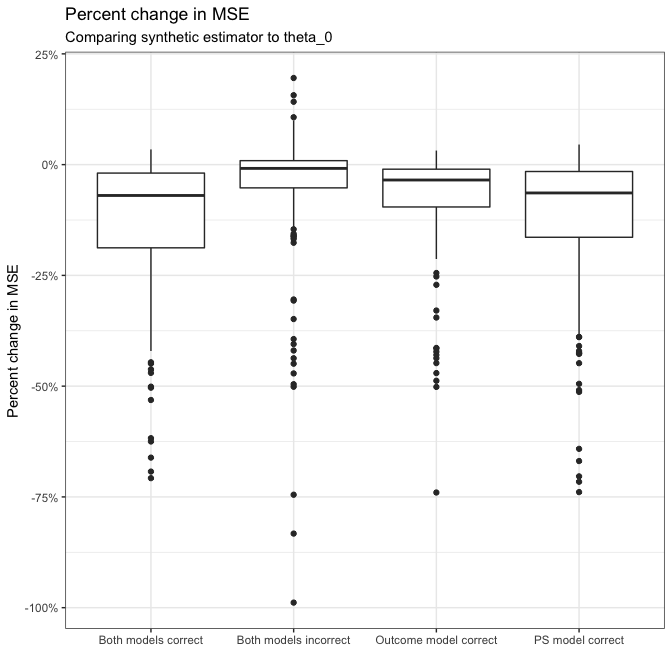 Percent change in MSE
Comparing synthetic estimator to theta_0
Percent change in MSE
25%
0%
-25%
-50%
-75%
-100%
Both models correct
Both models incorrect
Outcome model correct
PS model correct